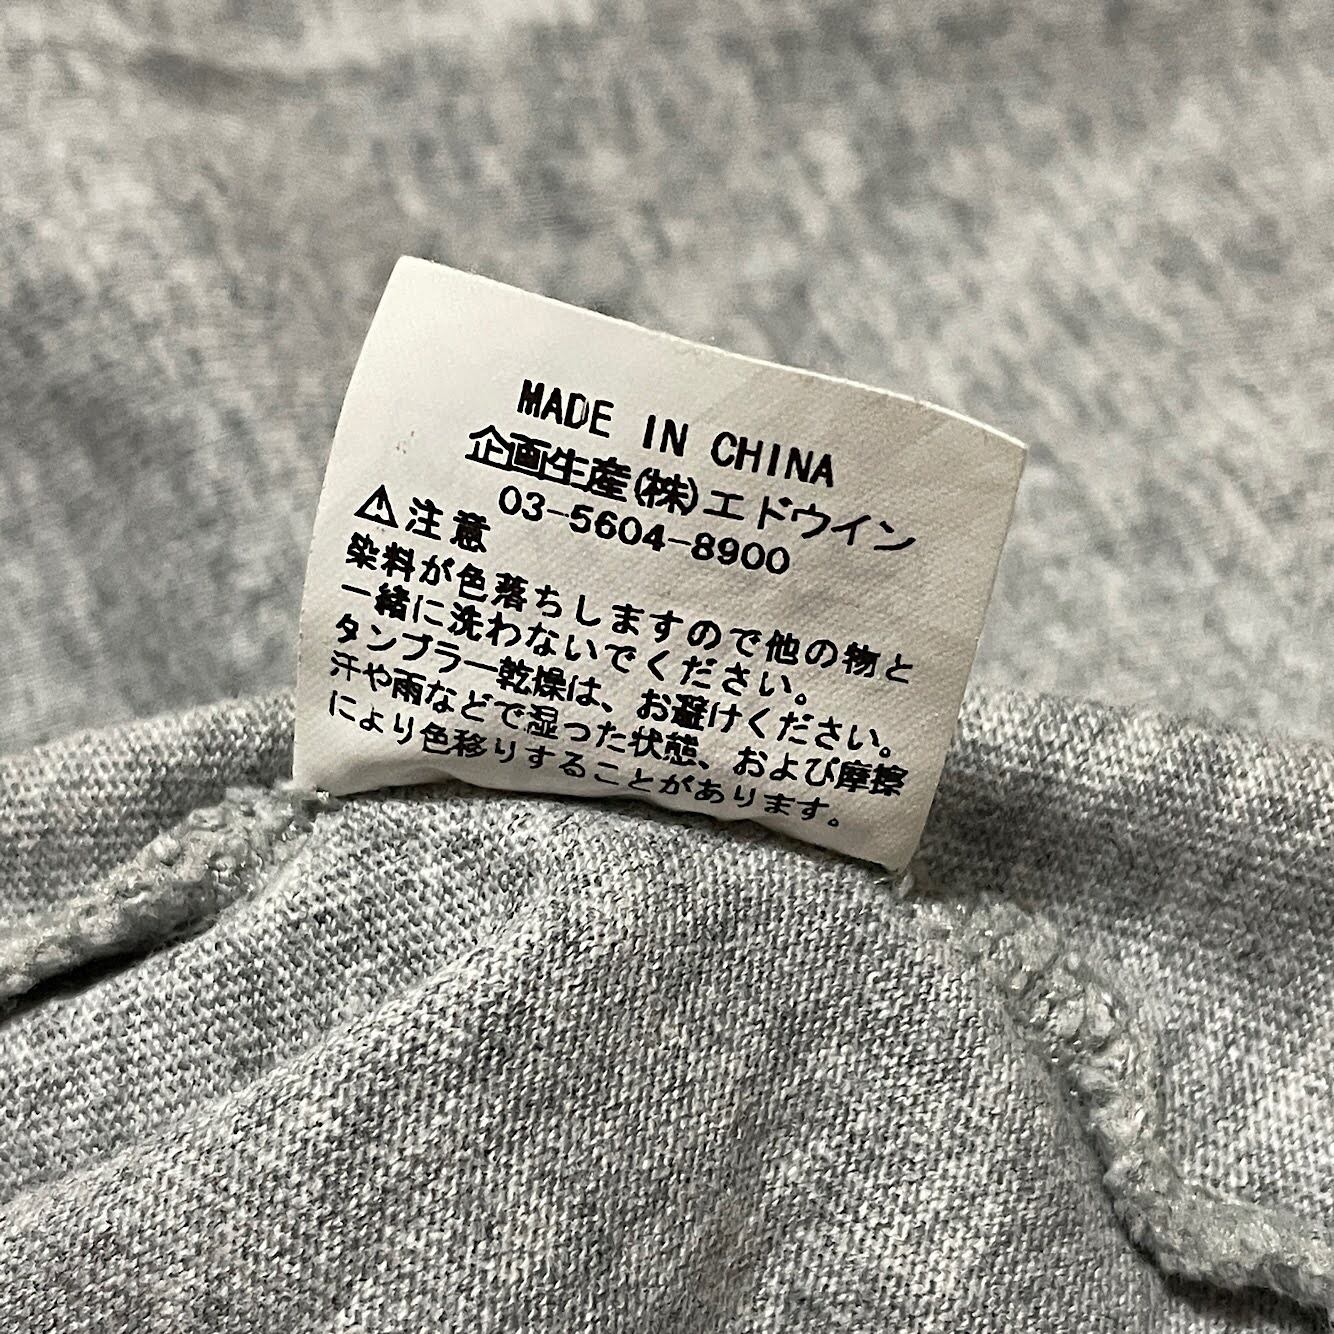 MADE IN CHINA
企画生産(株)エドウイン
03-5604-8900
⚠注意
染料が色落ちしますので他の物と
一緒に洗わないでください。
タンブラー乾燥は、お避けください。
汗や雨などで湿った状態、および摩擦
により色移りすることがあります。